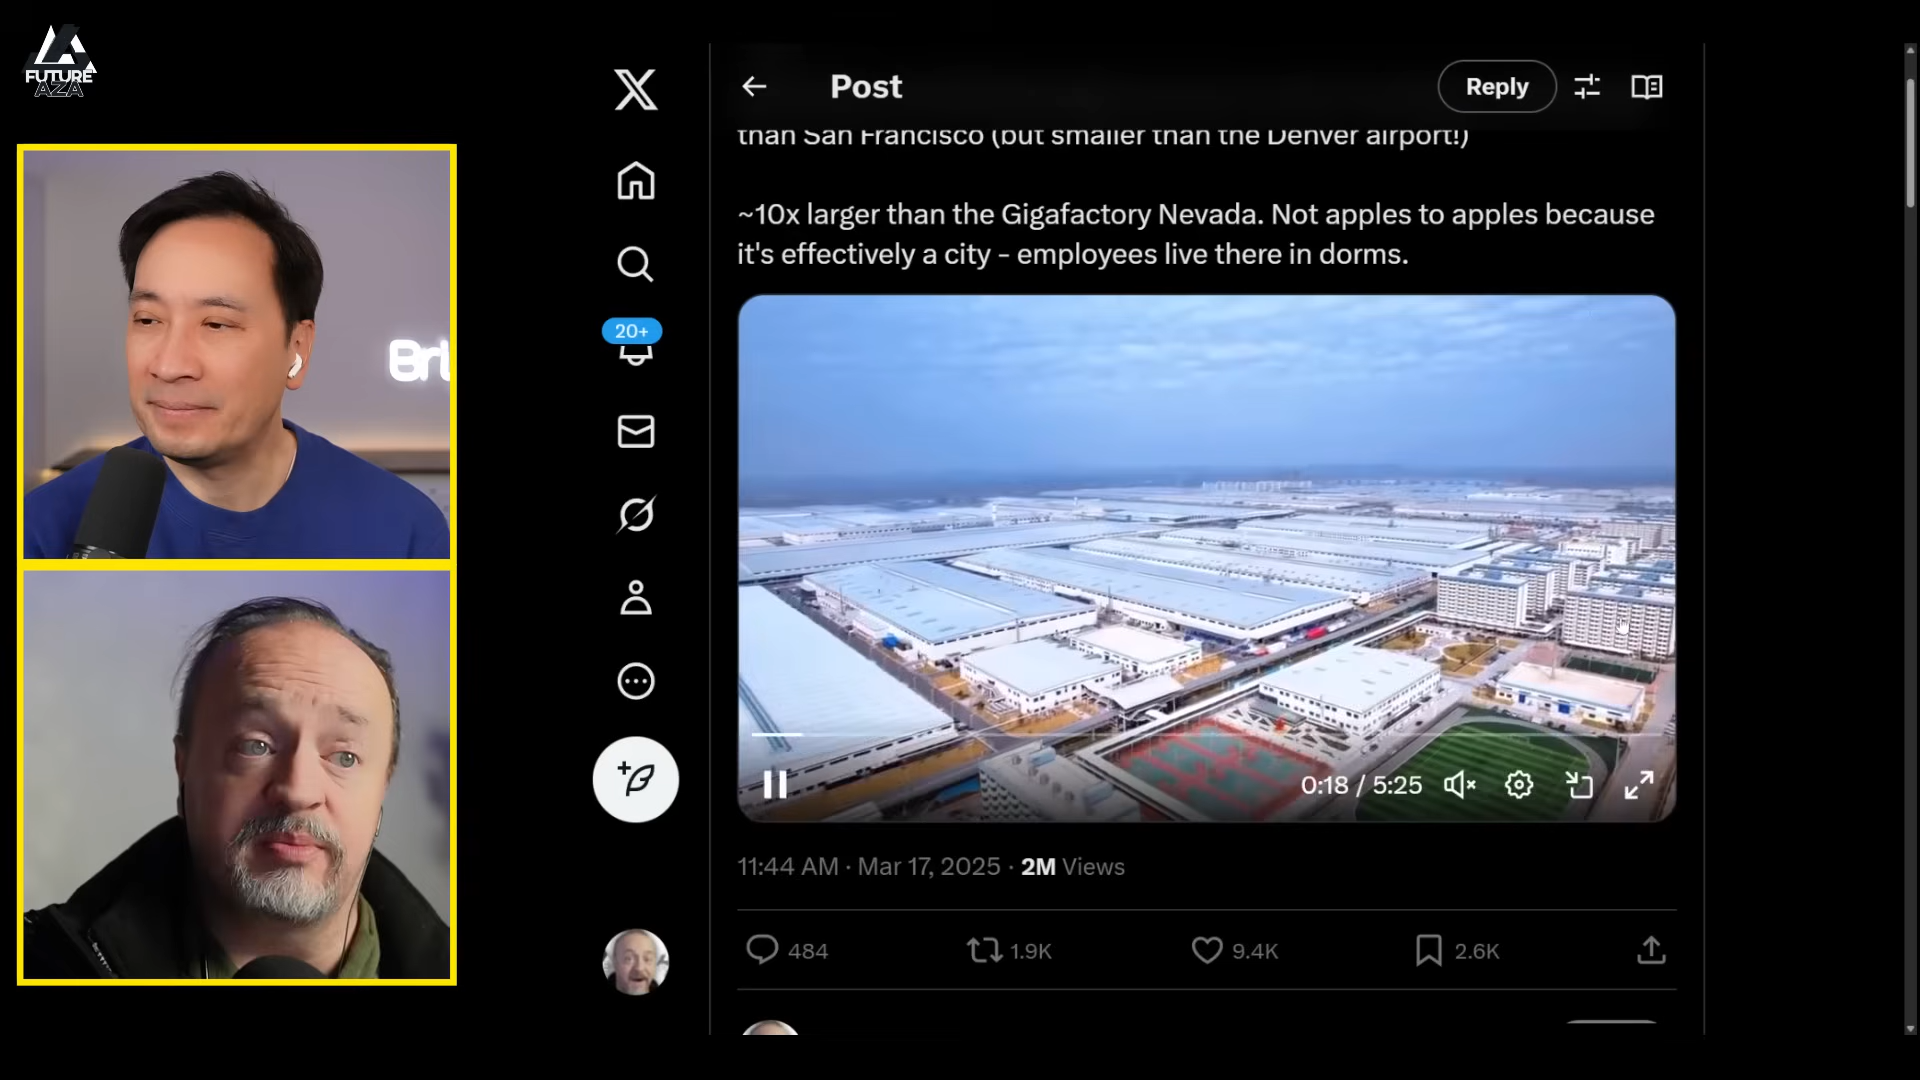 FUTURE
AZA
Post
Reply
than San Francisco (but smaller than the Denver airport!)
~10x larger than the Gigafactory Nevada. Not apples to apples because
it's effectively a city - employees live there in dorms.
20+
0:18 / 5:25
11:44 AM · Mar 17, 2025 · 2M Views
484
1.9K
9.4K
2.6K